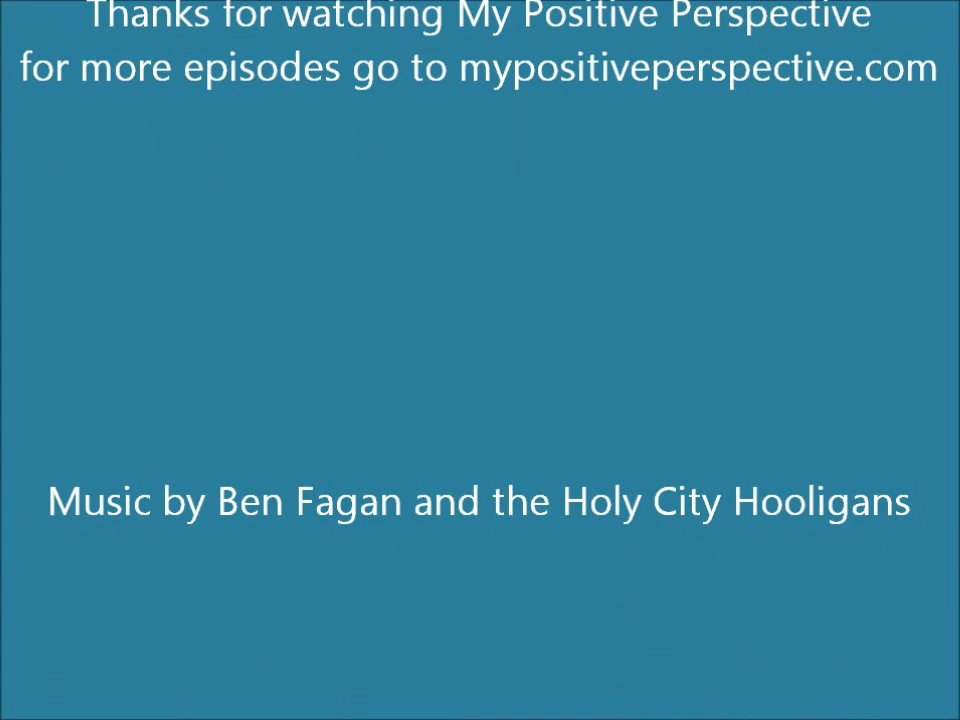 Thanks for watching My Positive Perspective
for more episodes go to mypositiveperspective.com
Music by Ben Fagan and the Holy City Hooligans